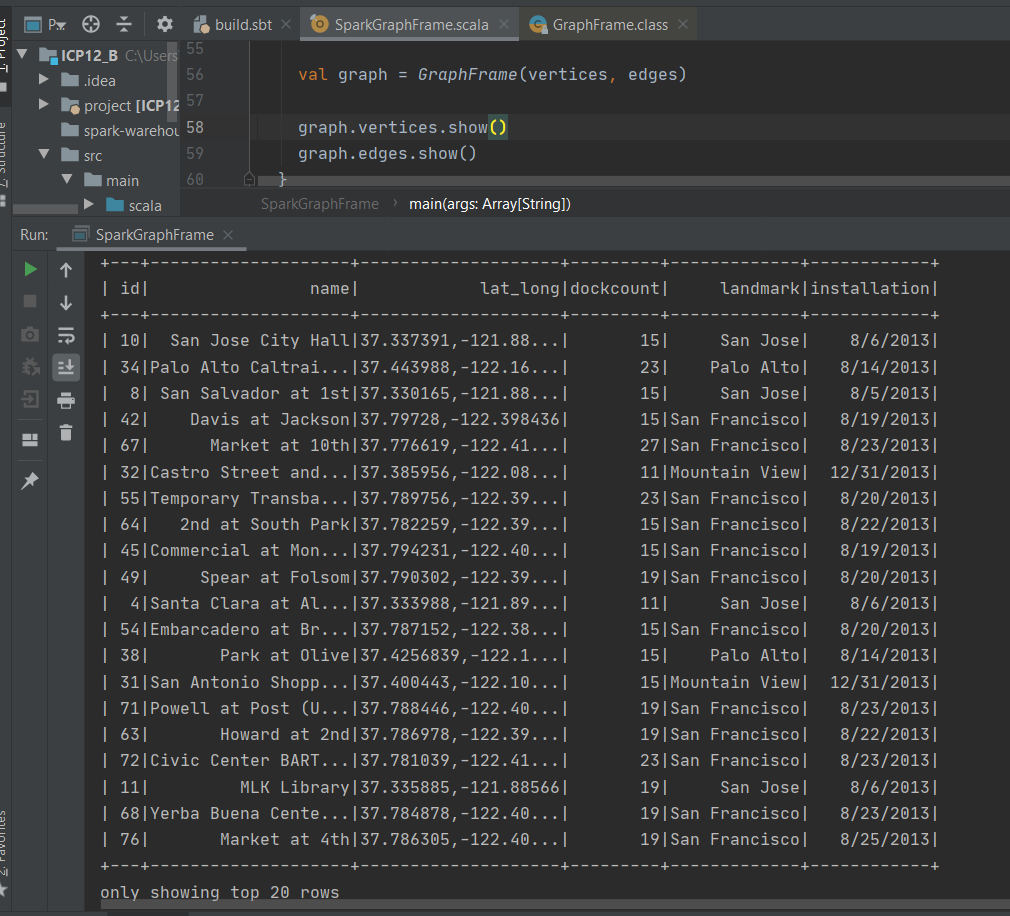 1: Project
P...
build.sbt
SparkGraphFrame.scala
GraphFrame.class
ICP12_B C:\Users
.idea
project [ICP12
spark-warehou
src
main
scala
55
56 val graph = GraphFrame(vertices, edges)
57
58 graph.vertices.show()
59 graph.edges.show()
60 }
SparkGraphFrame › main(args: Array[String])
Z: Structure
Run: SparkGraphFrame
+---+--------------------+--------------------+---------+-------------+------------+
| id|                name|            lat_long|dockcount|     landmark|installation|
+---+--------------------+--------------------+---------+-------------+------------+
| 10|  San Jose City Hall|37.337391,-121.88...|       15|     San Jose|    8/6/2013|
| 34|Palo Alto Caltrai...|37.443988,-122.16...|       23|    Palo Alto|   8/14/2013|
|  8| San Salvador at 1st|37.330165,-121.88...|       15|     San Jose|    8/5/2013|
| 42|    Davis at Jackson|37.79728,-122.398436|       15|San Francisco|   8/19/2013|
| 67|      Market at 10th|37.776619,-122.41...|       27|San Francisco|   8/23/2013|
| 32|Castro Street and...|37.385956,-122.08...|       11|Mountain View|  12/31/2013|
| 55|Temporary Transba...|37.789756,-122.39...|       23|San Francisco|   8/20/2013|
| 64|   2nd at South Park|37.782259,-122.39...|       15|San Francisco|   8/22/2013|
| 45|Commercial at Mon...|37.794231,-122.40...|       15|San Francisco|   8/19/2013|
| 49|     Spear at Folsom|37.790302,-122.39...|       19|San Francisco|   8/20/2013|
|  4|Santa Clara at Al...|37.333988,-121.89...|       11|     San Jose|    8/6/2013|
| 54|Embarcadero at Br...|37.787152,-122.38...|       15|San Francisco|   8/20/2013|
| 38|       Park at Olive|37.4256839,-122.1...|       15|    Palo Alto|   8/14/2013|
| 31|San Antonio Shopp...|37.400443,-122.10...|       15|Mountain View|  12/31/2013|
| 71|Powell at Post (U...|37.788446,-122.40...|       19|San Francisco|   8/23/2013|
| 63|       Howard at 2nd|37.786978,-122.39...|       19|San Francisco|   8/22/2013|
| 72|Civic Center BART...|37.781039,-122.41...|       23|San Francisco|   8/23/2013|
| 11|         MLK Library|37.335885,-121.88566|       19|     San Jose|    8/6/2013|
| 68|Yerba Buena Cente...|37.784878,-122.40...|       19|San Francisco|   8/23/2013|
| 76|       Market at 4th|37.786305,-122.40...|       19|San Francisco|   8/25/2013|
+---+--------------------+--------------------+---------+-------------+------------+
only showing top 20 rows
2: Favorites